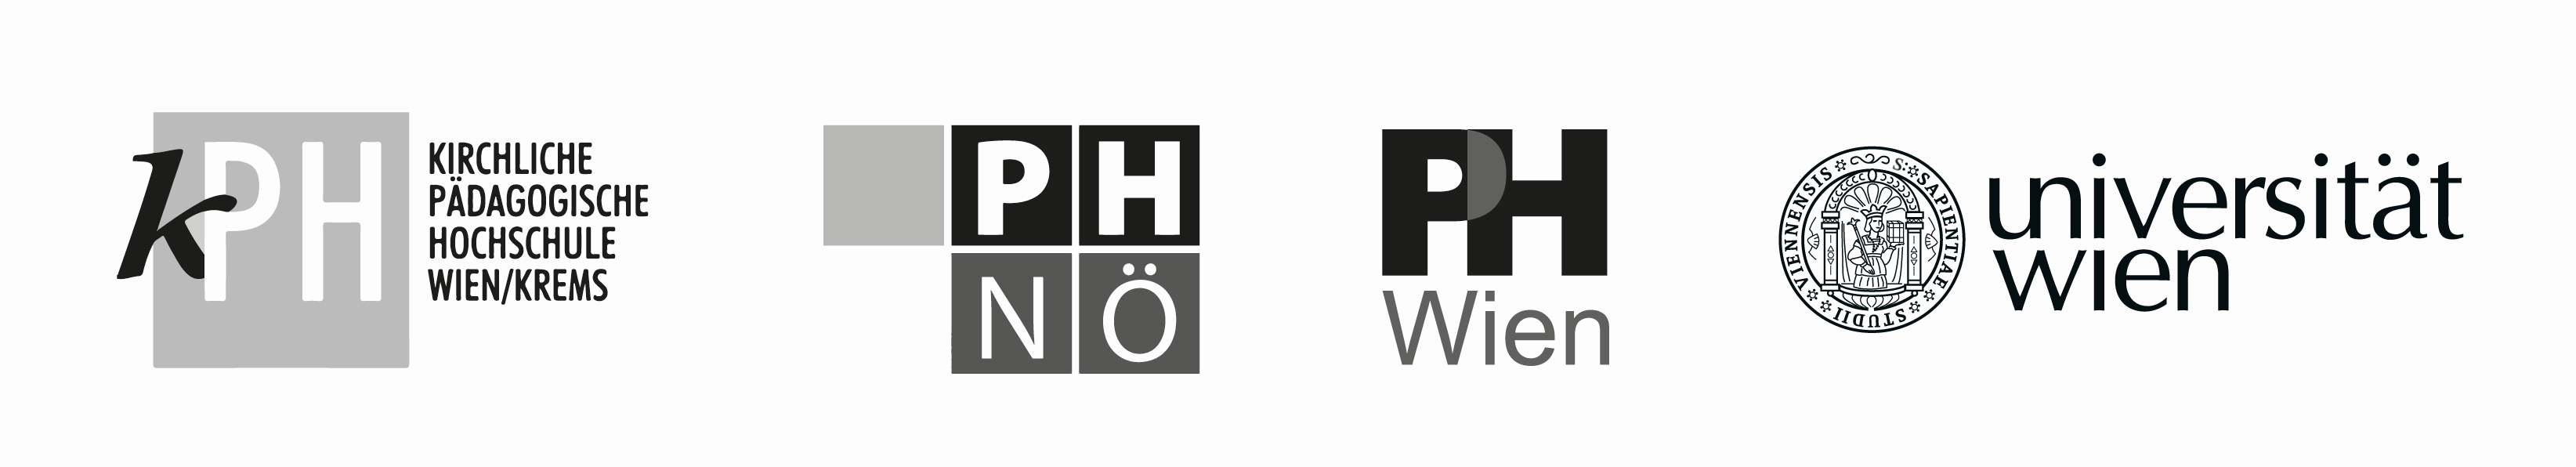 kPH
KIRCHLICHE
PÄDAGOGISCHE
HOCHSCHULE
WIEN/KREMS
PH
NÖ
PH
Wien
S: SAPIENTIAE STUDII VIENNENSIS
universität
wien